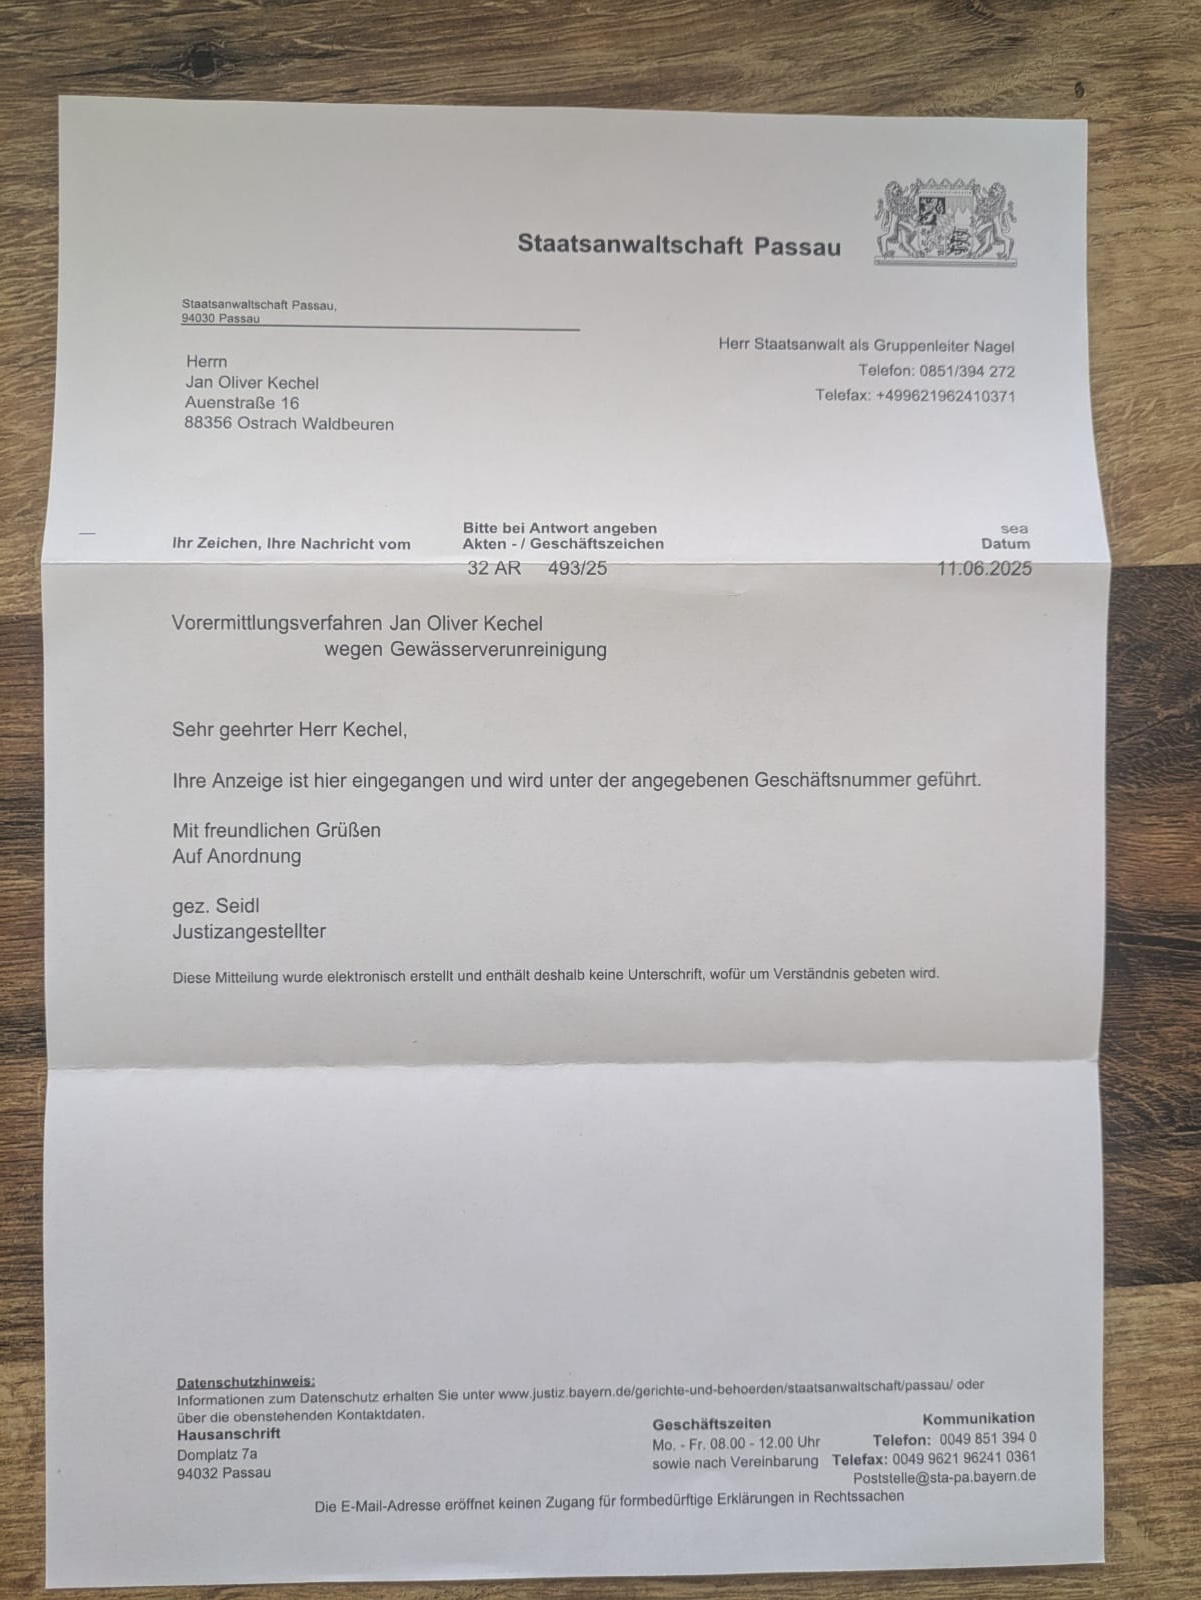 Staatsanwaltschaft Passau
Staatsanwaltschaft Passau,
94030 Passau
Herrn
Jan Oliver Kechel
Auenstraße 16
88356 Ostrach Waldbeuren
Herr Staatsanwalt als Gruppenleiter Nagel
Telefon: 0851/394 272
Telefax: +499621962410371
Ihr Zeichen, Ihre Nachricht vom
Bitte bei Antwort angeben
Akten - / Geschäftszeichen
32 AR 493/25
sea
Datum
11.06.2025
Vorermittlungsverfahren Jan Oliver Kechel
wegen Gewässerverunreinigung
Sehr geehrter Herr Kechel,
Ihre Anzeige ist hier eingegangen und wird unter der angegebenen Geschäftsnummer geführt.
Mit freundlichen Grüßen
Auf Anordnung
gez. Seidl
Justizangestellter
Diese Mitteilung wurde elektronisch erstellt und enthält deshalb keine Unterschrift, wofür um Verständnis gebeten wird.
Datenschutzhinweis:
Informationen zum Datenschutz erhalten Sie unter www.justiz.bayern.de/gerichte-und-behoerden/staatsanwaltschaft/passau/ oder
über die obenstehenden Kontaktdaten.
Hausanschrift
Domplatz 7a
94032 Passau
Geschäftszeiten
Mo. - Fr. 08.00 - 12.00 Uhr
sowie nach Vereinbarung
Kommunikation
Telefon: 0049 851 394 0
Telefax: 0049 9621 96241 0361
Poststelle@sta-pa.bayern.de
Die E-Mail-Adresse eröffnet keinen Zugang für formbedürftige Erklärungen in Rechtssachen